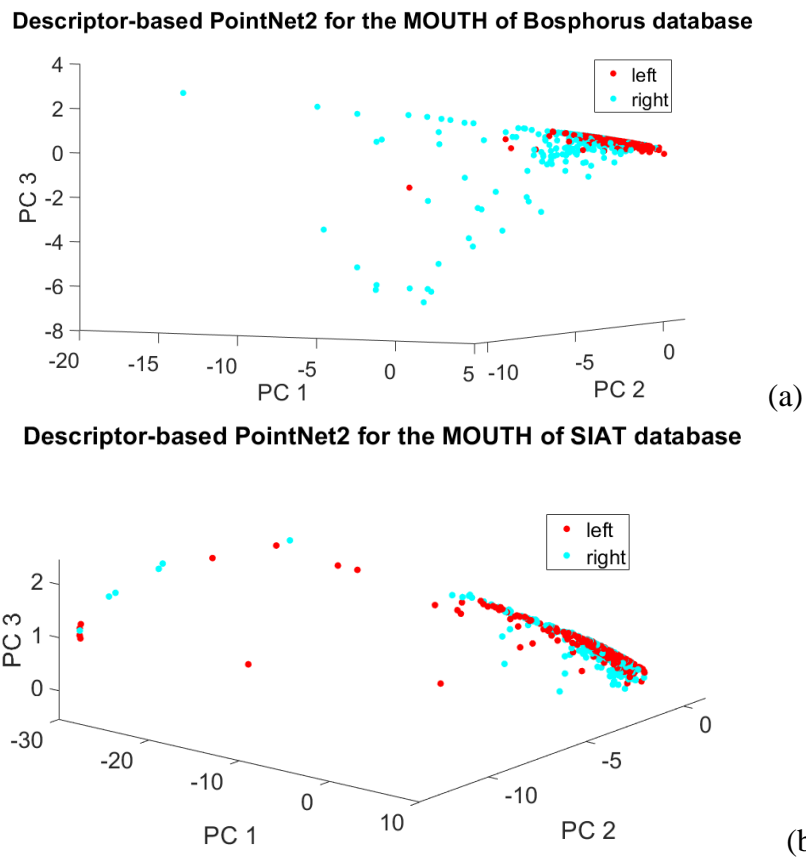 Descriptor-based PointNet2 for the MOUTH of Bosphorus database
4
left
right
2
0
-2
-4
-6
-8
PC 3
-20
-15
-10
-5
0
5
-10
-5
0
PC 1
PC 2
(a)
Descriptor-based PointNet2 for the MOUTH of SIAT database
left
right
2
1
0
PC 3
-30
-20
-10
0
10
-10
-5
0
PC 1
PC 2
(b